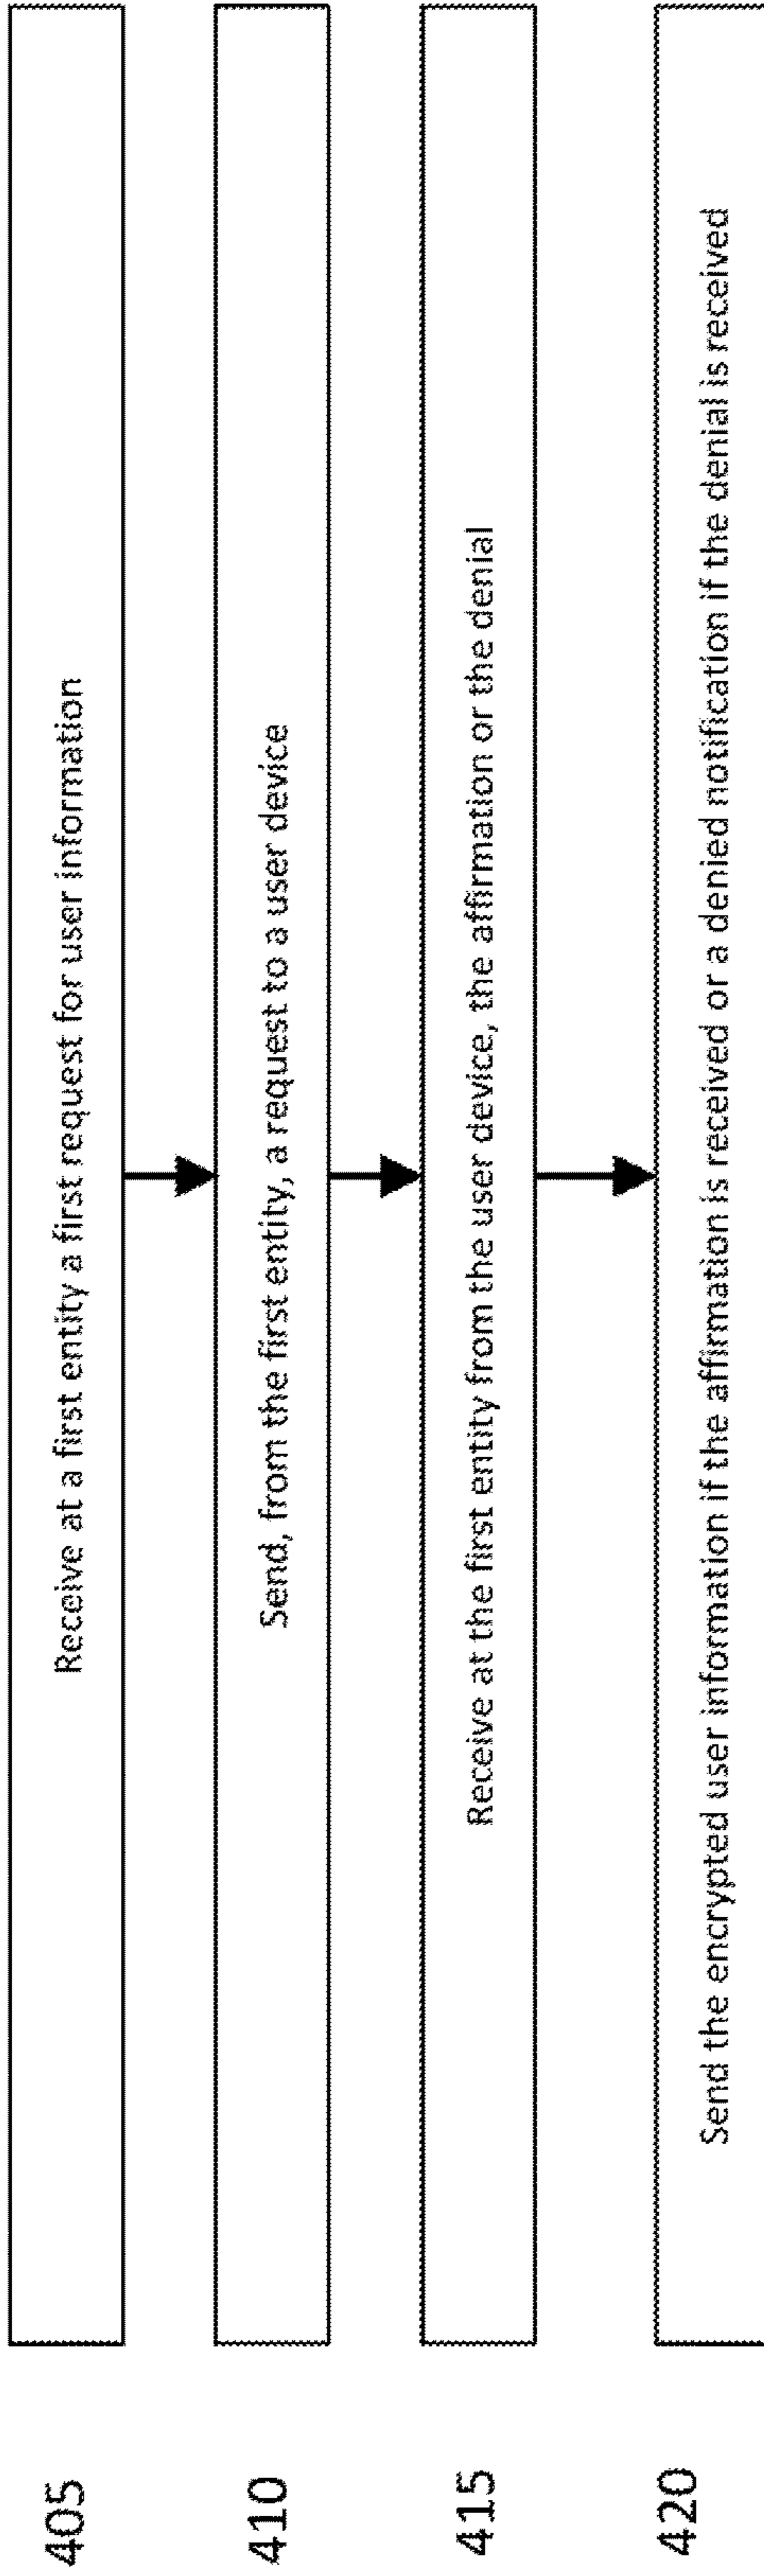 405
Receive at a first entity a first request for user information
410
Send, from the first entity, a request to a user device
415
Receive at the first entity from the user device, the affirmation or the denial
420
Send the encrypted user information if the affirmation is received or a denied notification if the denial is received